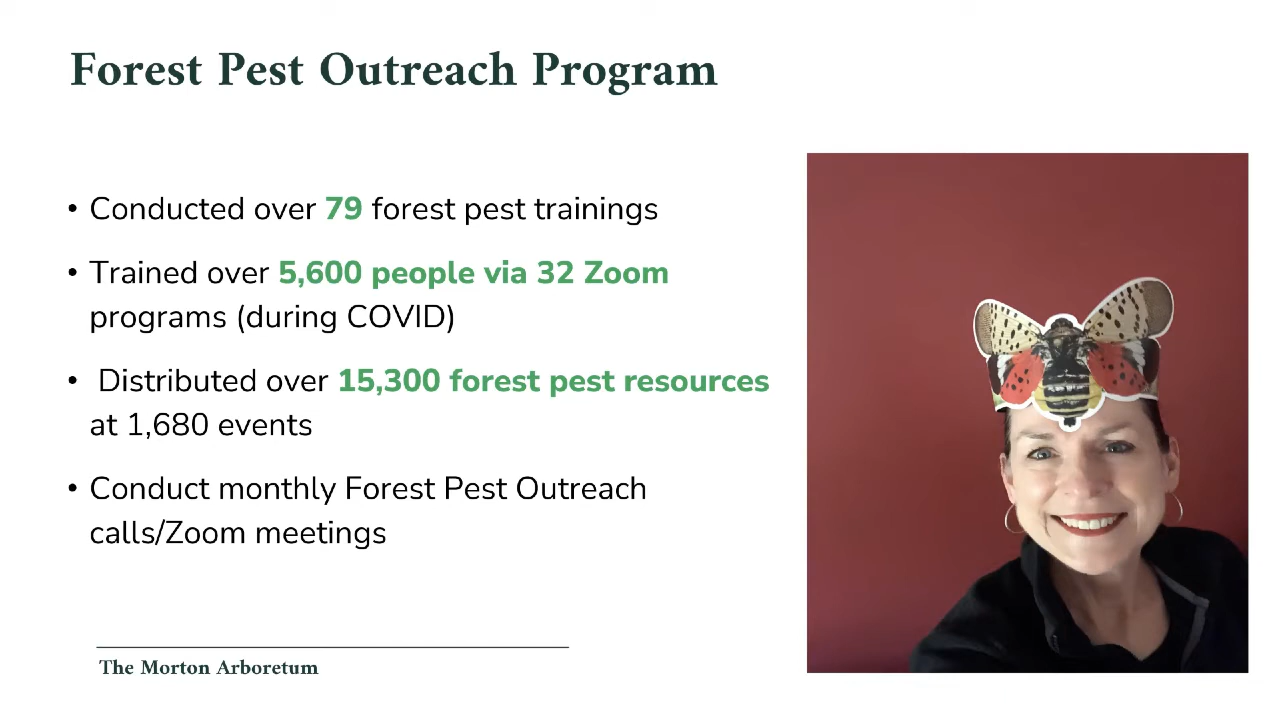 Forest Pest Outreach Program
• Conducted over 79 forest pest trainings
• Trained over 5,600 people via 32 Zoom
programs (during COVID)
• Distributed over 15,300 forest pest resources
at 1,680 events
• Conduct monthly Forest Pest Outreach
calls/Zoom meetings
The Morton Arboretum